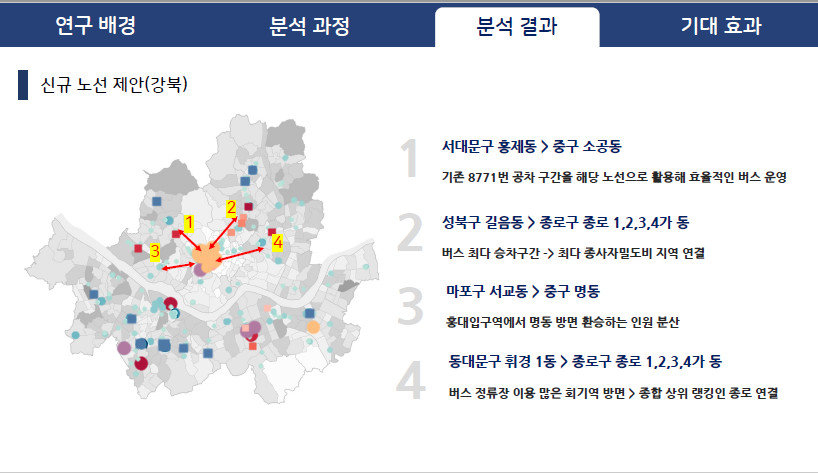 연구 배경
분석 과정
분석 결과
기대 효과
신규 노선 제안(강북)
1
2
3
4
1
서대문구 홍제동 > 중구 소공동
기존 8771번 공차 구간을 해당 노선으로 활용해 효율적인 버스 운영
2
성북구 길음동 > 종로구 종로 1,2,3,4가 동
버스 최다 승차구간 -> 최다 종사자밀도비 지역 연결
3
마포구 서교동 > 중구 명동
홍대입구역에서 명동 방면 환승하는 인원 분산
4
동대문구 휘경 1동 > 종로구 종로 1,2,3,4가 동
버스 정류장 이용 많은 회기역 방면 > 종합 상위 랭킹인 종로 연결